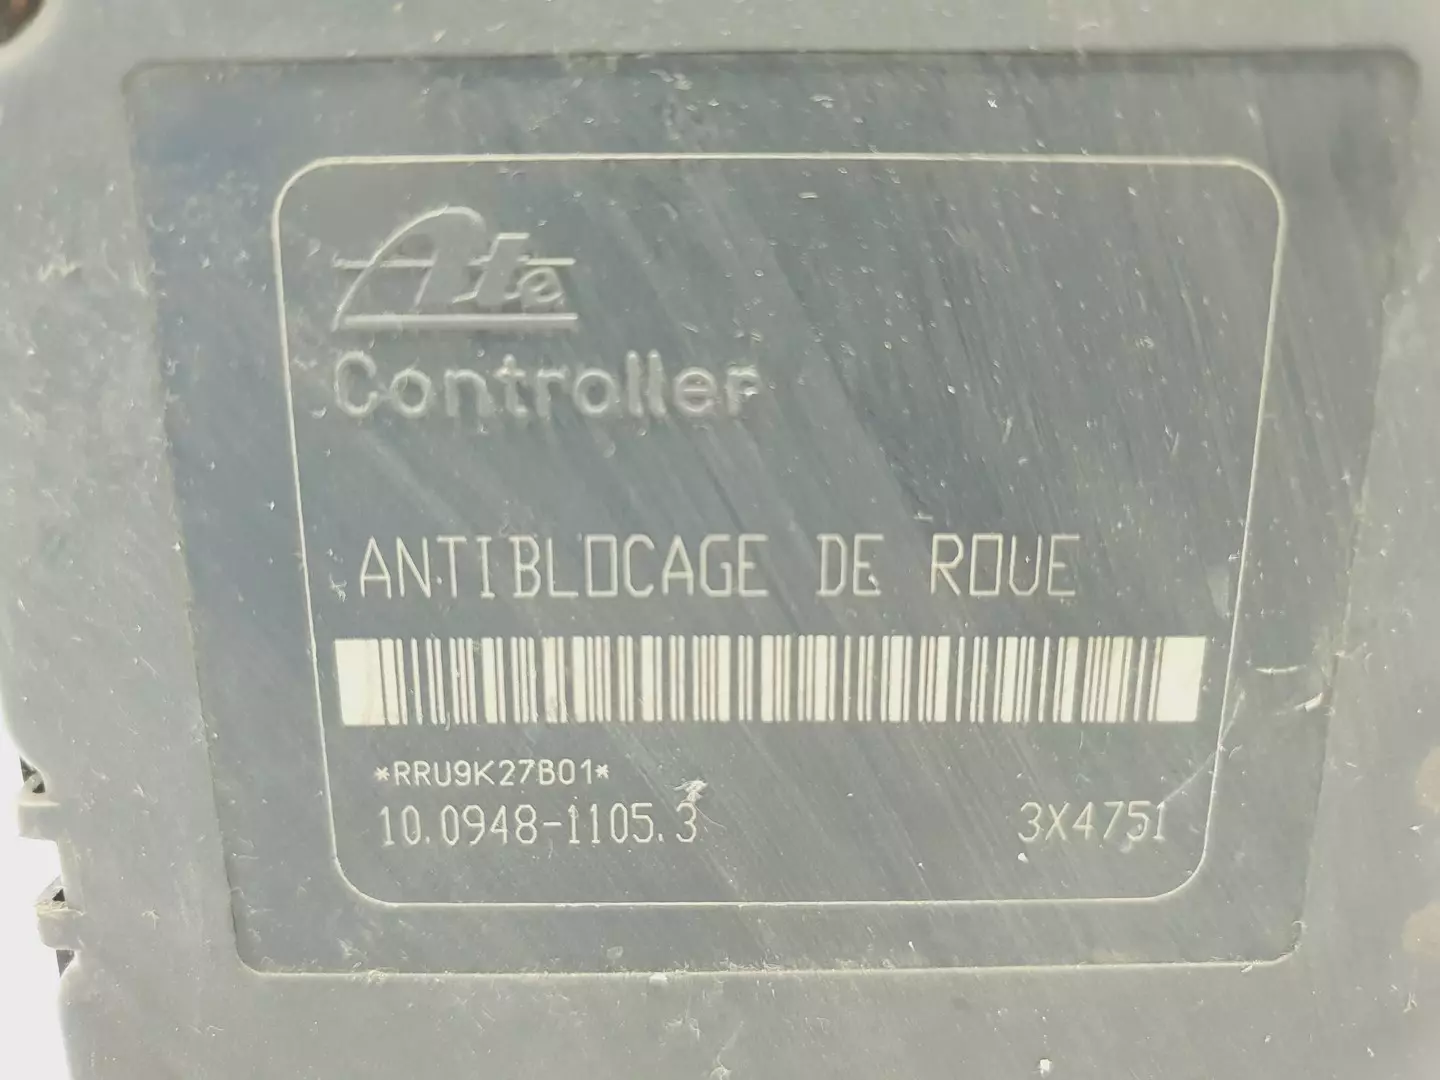 Ate
Controller
ANTIBLOCAGE DE ROUE
*RRU9K27B01*
10.0948-1105.3 3X4751